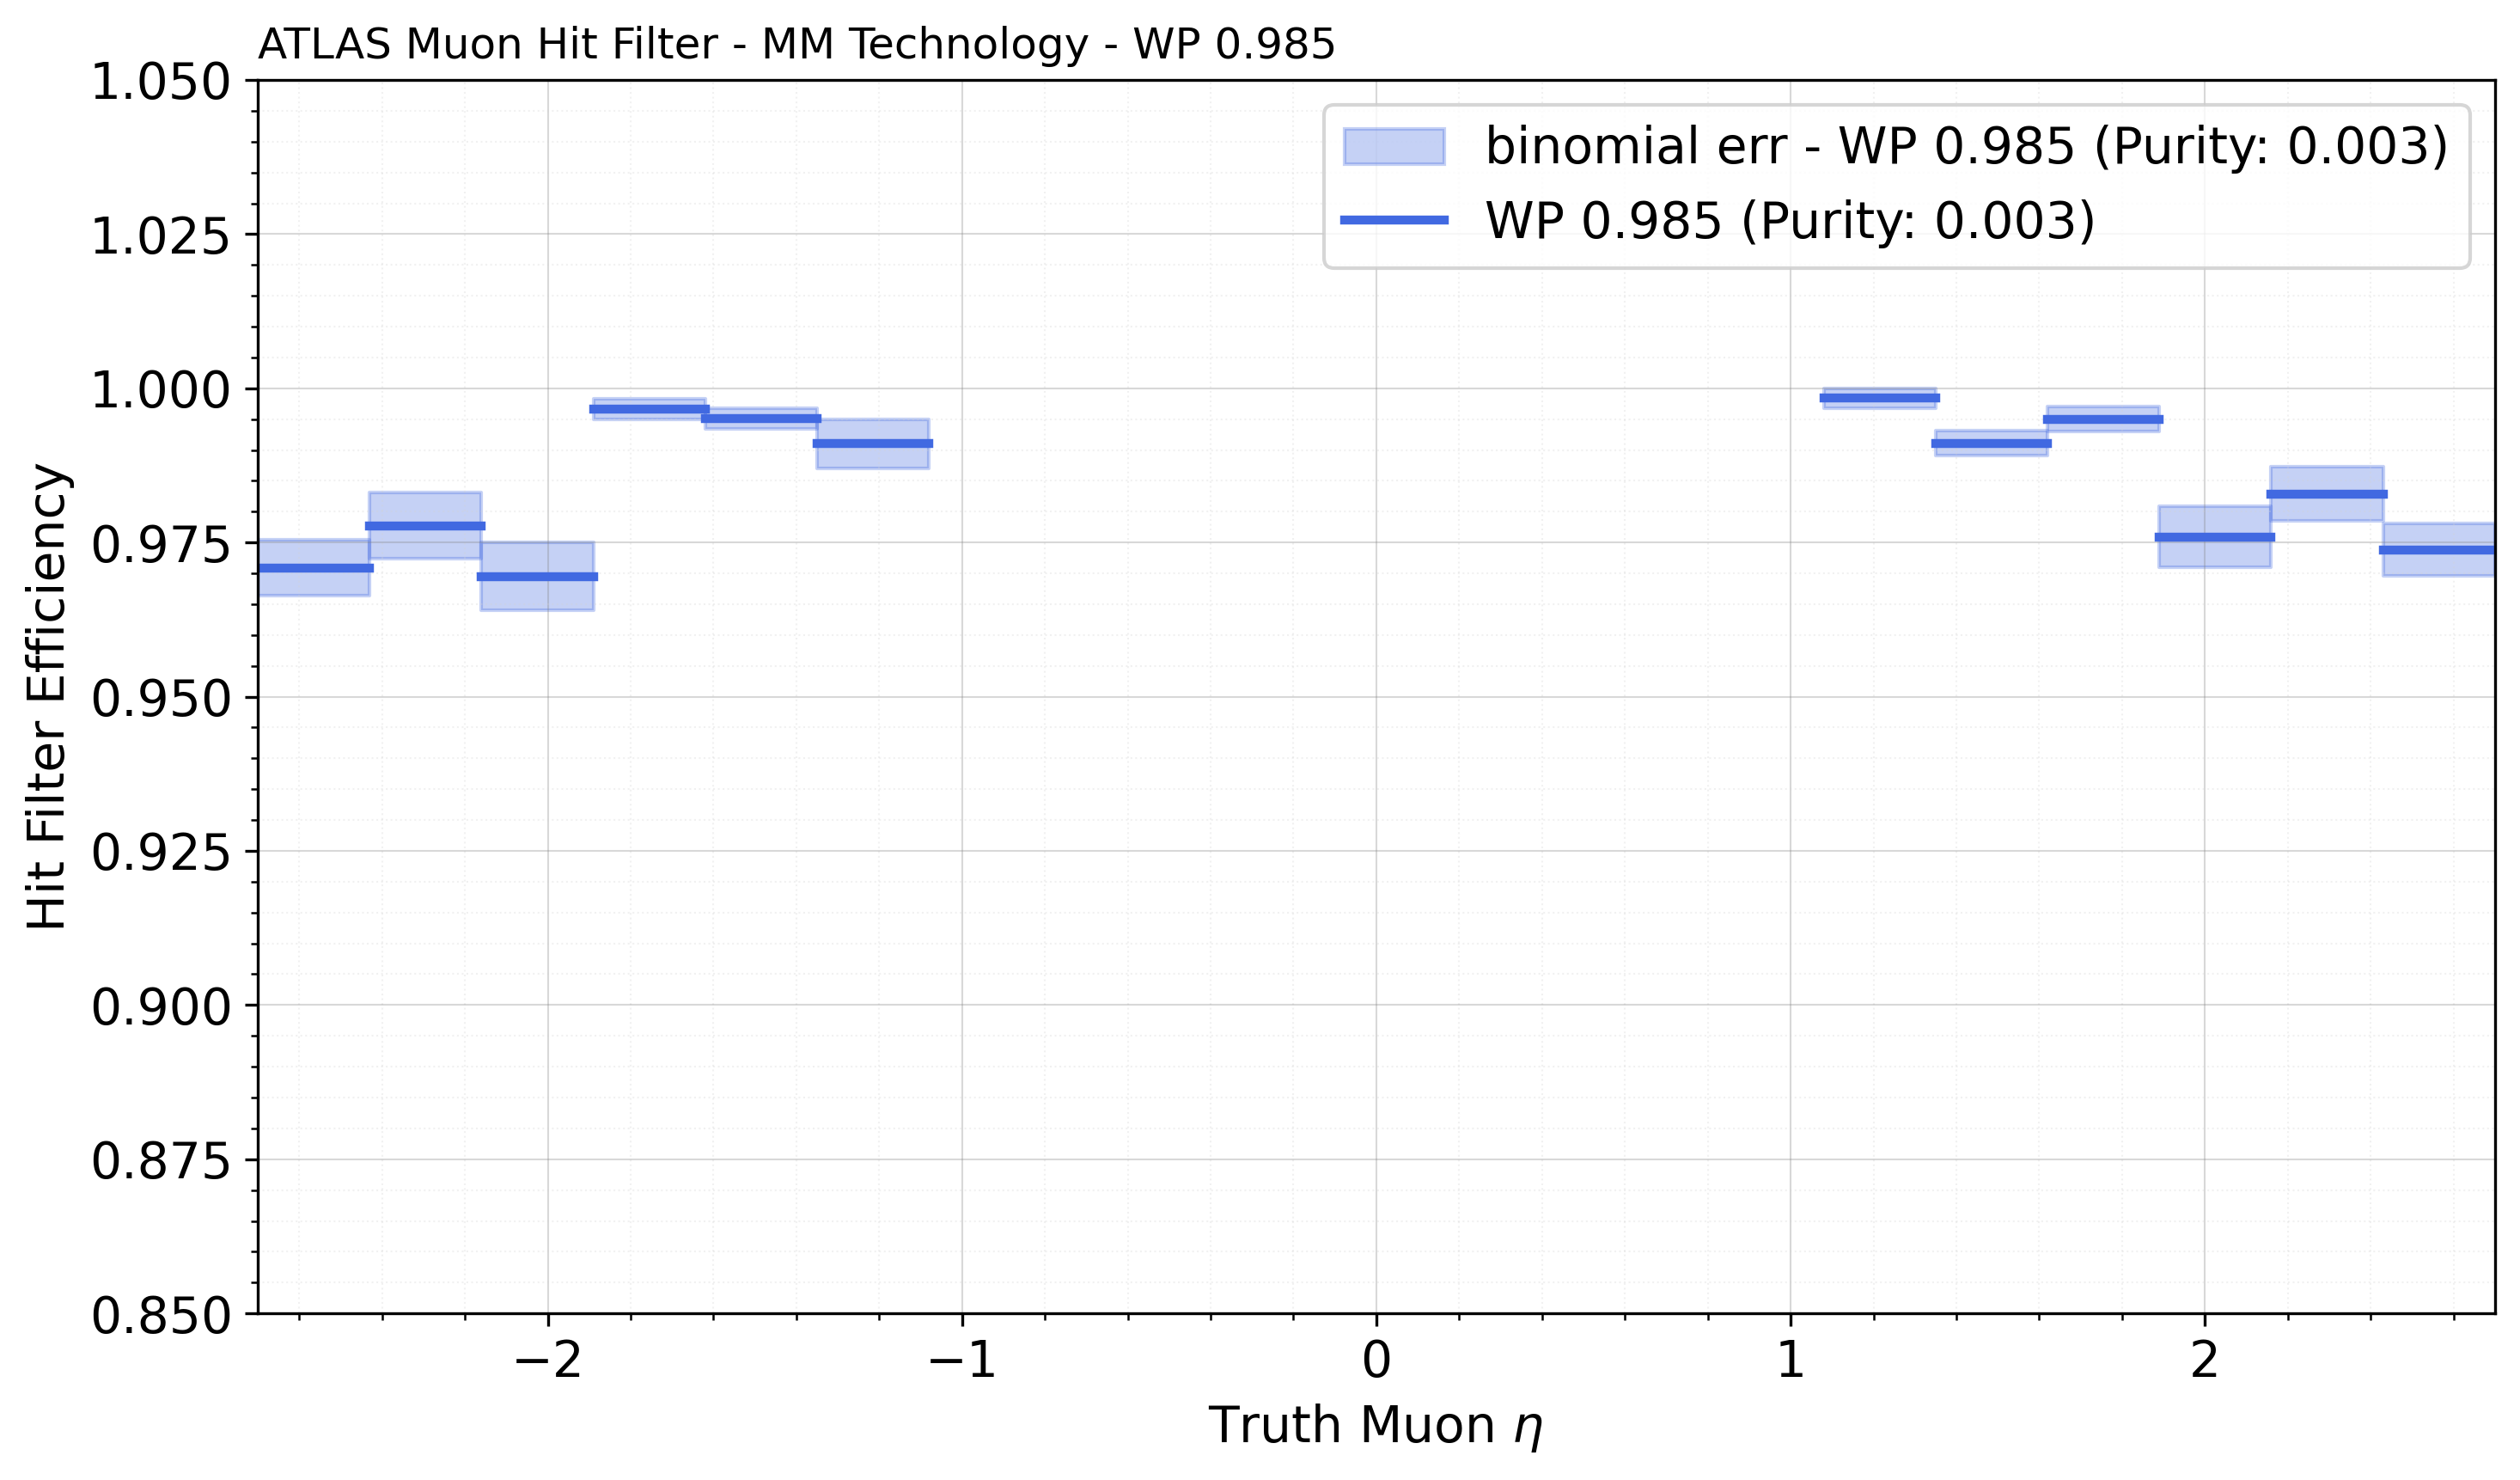 ATLAS Muon Hit Filter - MM Technology - WP 0.985
binomial err - WP 0.985 (Purity: 0.003)
WP 0.985 (Purity: 0.003)
Hit Filter Efficiency
1.050
1.025
1.000
0.975
0.950
0.925
0.900
0.875
0.850
−2
−1
0
1
2
Truth Muon η